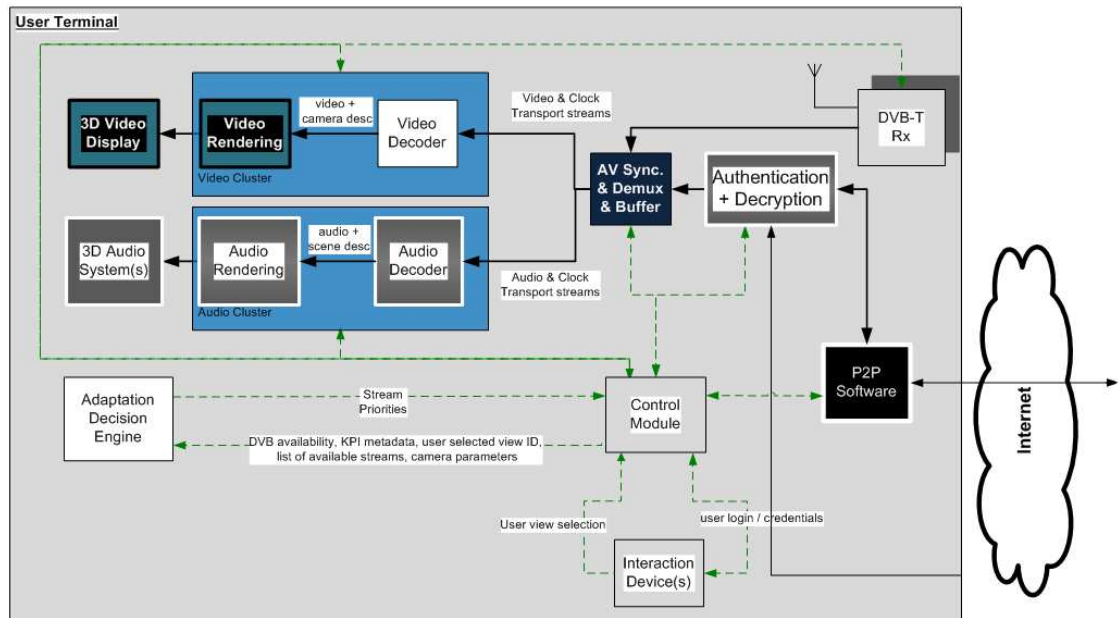 User Terminal
3D Video
Display
Video
Rendering
video +
camera desc
Video
Decoder
Video Cluster
Video & Clock
Transport streams
DVB-T
Rx
AV Sync.
& Demux
& Buffer
Authentication
+ Decryption
3D Audio
System(s)
Audio
Rendering
audio +
scene desc
Audio
Decoder
Audio Cluster
Audio & Clock
Transport streams
Adaptation
Decision
Engine
Stream
Priorities
DVB availability, KPI metadata, user selected view ID,
list of available streams, camera parameters
Control
Module
P2P
Software
Internet
User view selection
user login / credentials
Interaction
Device(s)